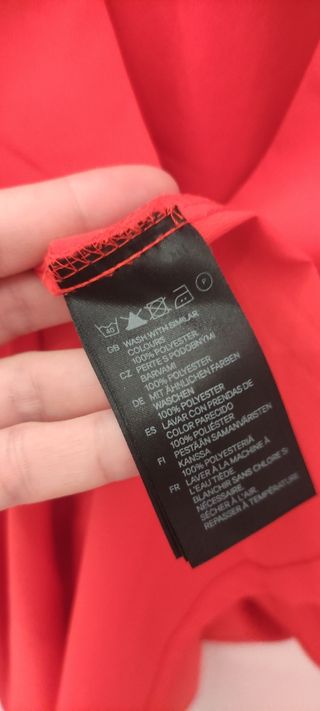 GB WASH WITH SIMILAR
COLOURS
100% POLYESTER
CZ PERTE S PODOBNÝMI
BARVAMI
100% POLYESTER
DE MIT ÄHNLICHEN FARBEN
WASCHEN
100% POLYESTER
ES LAVAR CON PRENDAS DE
COLOR PARECIDO
100% POLIÉSTER
FI PESTÄÄN SAMANVÄRISTEN
KANSSA
100% POLYESTERIÄ
FR LAVER À LA MACHINE À
L'EAU TIÈDE
BLANCHIR SANS CHLORE SI
NÉCESSAIRE
SÉCHER À L'AIR
REPASSER À TEMPÉRATURE